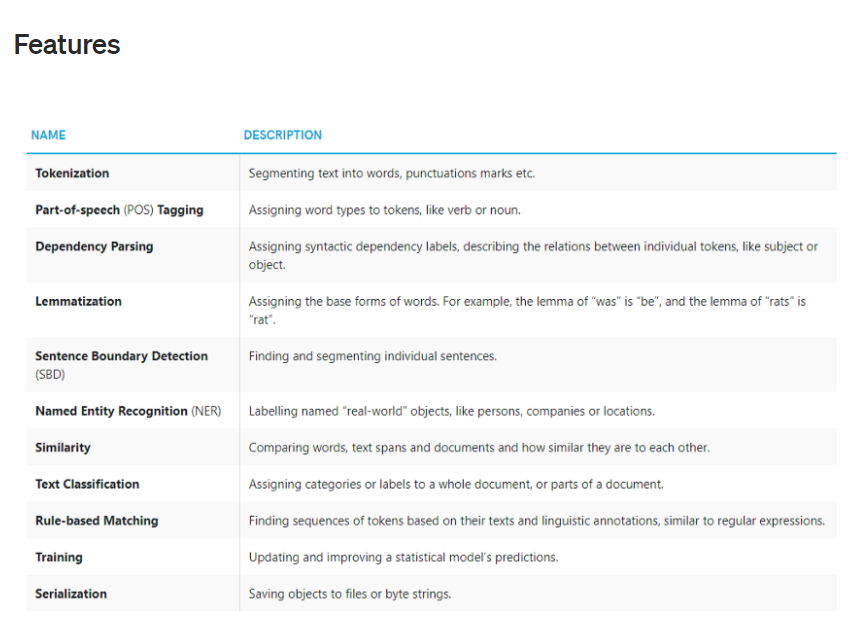 Features
NAME DESCRIPTION
Tokenization Segmenting text into words, punctuations marks etc.
Part-of-speech (POS) Tagging Assigning word types to tokens, like verb or noun.
Dependency Parsing Assigning syntactic dependency labels, describing the relations between individual tokens, like subject or
object.
Lemmatization Assigning the base forms of words. For example, the lemma of “was” is “be”, and the lemma of “rats” is
“rat”.
Sentence Boundary Detection Finding and segmenting individual sentences.
(SBD)
Named Entity Recognition (NER) Labelling named “real-world” objects, like persons, companies or locations.
Similarity Comparing words, text spans and documents and how similar they are to each other.
Text Classification Assigning categories or labels to a whole document, or parts of a document.
Rule-based Matching Finding sequences of tokens based on their texts and linguistic annotations, similar to regular expressions.
Training Updating and improving a statistical model’s predictions.
Serialization Saving objects to files or byte strings.